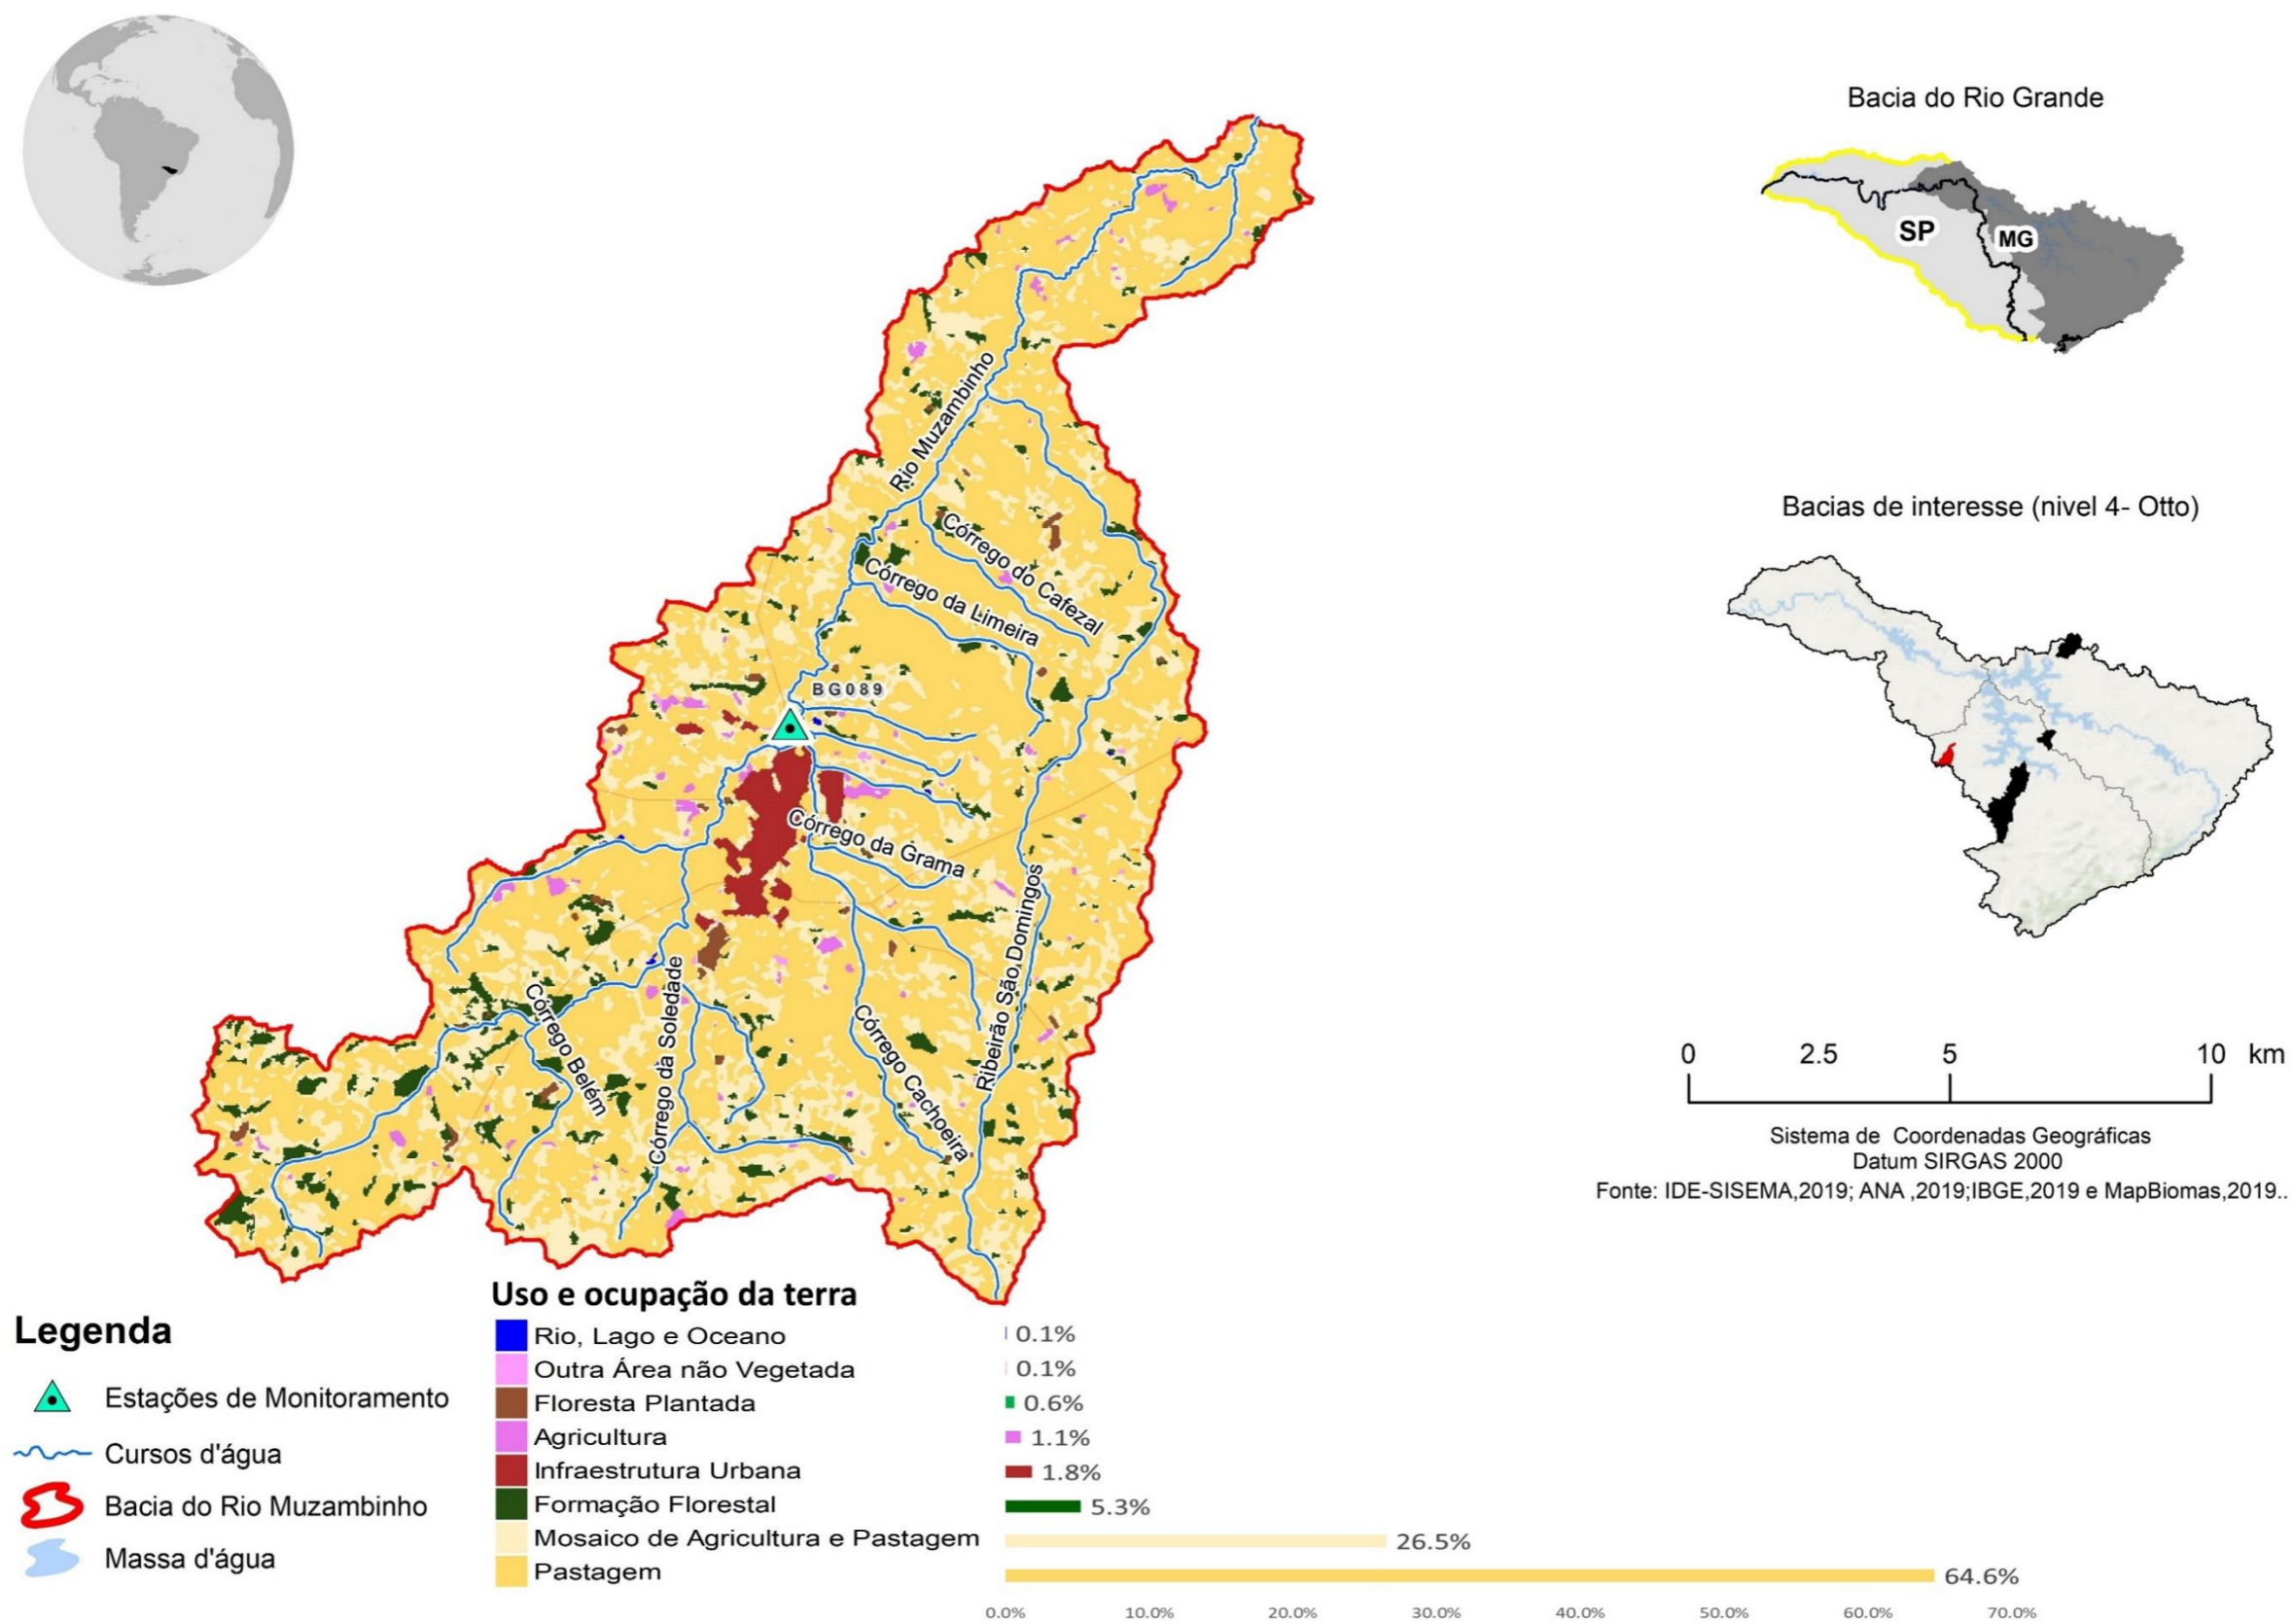 Bacia do Rio Grande
SP
MG
Bacias de interesse (nivel 4- Otto)
Rio Muzambinho
Córrego do Cafezal
Córrego da Limeira
BG089
Córrego da Grama
Ribeirão São Domingos
Córrego Belém
Córrego da Soledade
Córrego Cachoeira
0 2.5 5 10 km
Sistema de Coordenadas Geográficas
Datum SIRGAS 2000
Fonte: IDE-SISEMA,2019; ANA ,2019;IBGE,2019 e MapBiomas,2019..
Legenda
Estações de Monitoramento
Cursos d'água
Bacia do Rio Muzambinho
Massa d'água
Uso e ocupação da terra
Rio, Lago e Oceano 0.1%
Outra Área não Vegetada 0.1%
Floresta Plantada 0.6%
Agricultura 1.1%
Infraestrutura Urbana 1.8%
Formação Florestal 5.3%
Mosaico de Agricultura e Pastagem 26.5%
Pastagem 64.6%
0.0% 10.0% 20.0% 30.0% 40.0% 50.0% 60.0% 70.0%